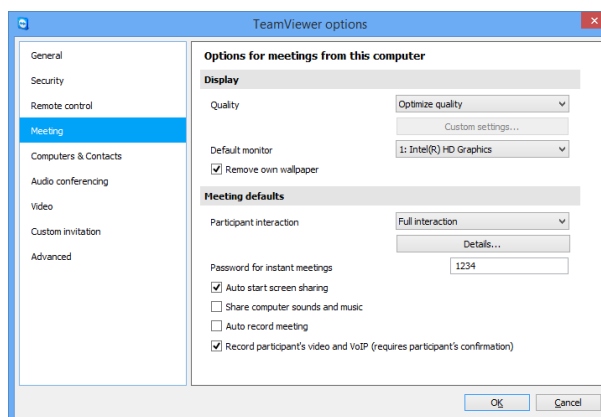 TeamViewer options
General
Security
Remote control
Meeting
Computers & Contacts
Audio conferencing
Video
Custom invitation
Advanced
Options for meetings from this computer
Display
Quality
Optimize quality
Custom settings...
Default monitor
1: Intel(R) HD Graphics
Remove own wallpaper
Meeting defaults
Participant interaction
Full interaction
Details...
Password for instant meetings
1234
Auto start screen sharing
Share computer sounds and music
Auto record meeting
Record participant's video and VoIP (requires participant's confirmation)
OK
Cancel